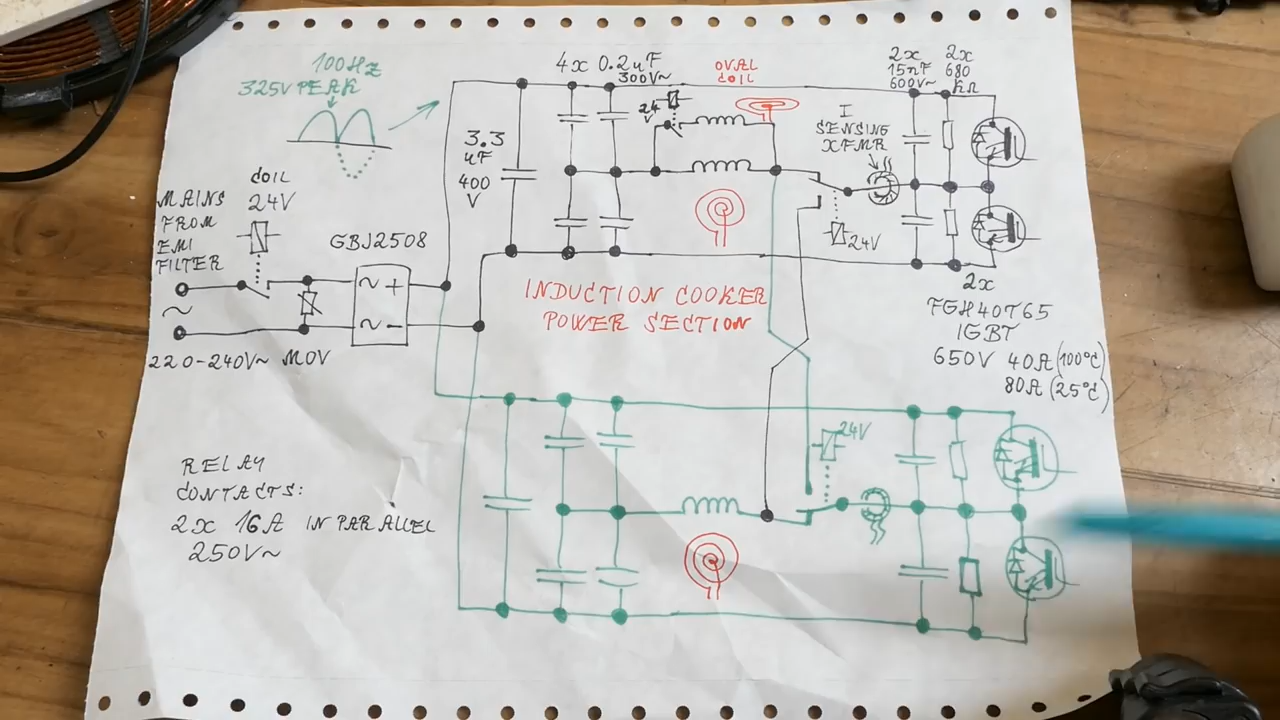 100HZ
325V PEAK
COIL
24V
MAINS
FROM
EMI
FILTER
GBJ2508
~ +
~ -
~
220-240V~ MOV
3.3
uF
400
V
4x 0.2uF
300V~
24
V
OVAL
COIL
I
SENSING
XFMR
24V
2x
15nF
600V~
2x
680
kΩ
2x
FGH40T65
IGBT
650V 40A (100°C)
80A (25°C)
INDUCTION COOKER
POWER SECTION
24V
RELAY
CONTACTS:
2x 16A IN PARALLEL
250V~